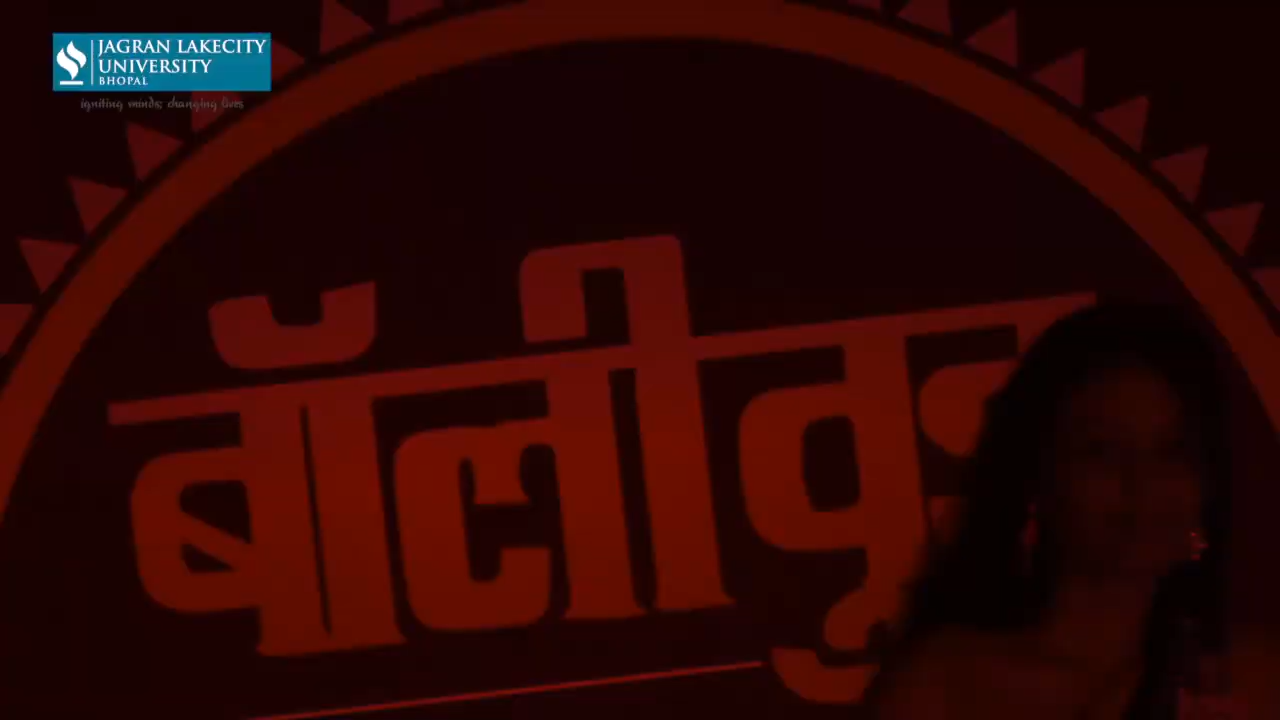 JAGRAN LAKECITY
UNIVERSITY
BHOPAL
igniting minds; changing lives
बॉलीवुड